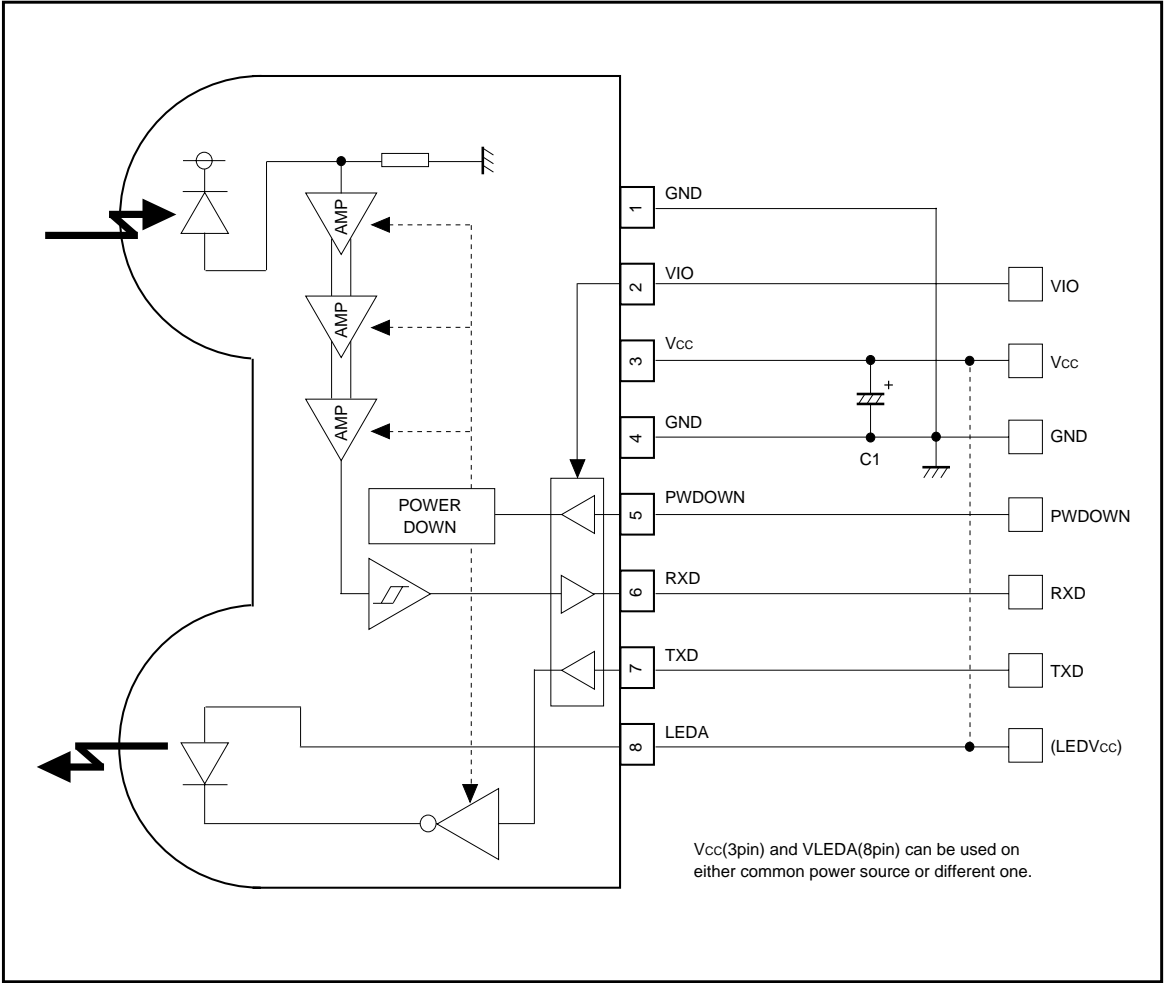 AMP
AMP
AMP
POWER
DOWN
1
GND
2
VIO
VIO
3
Vcc
Vcc
+
4
GND
GND
C1
5
PWDOWN
PWDOWN
6
RXD
RXD
7
TXD
TXD
8
LEDA
(LEDVcc)
Vcc(3pin) and VLEDA(8pin) can be used on
either common power source or different one.